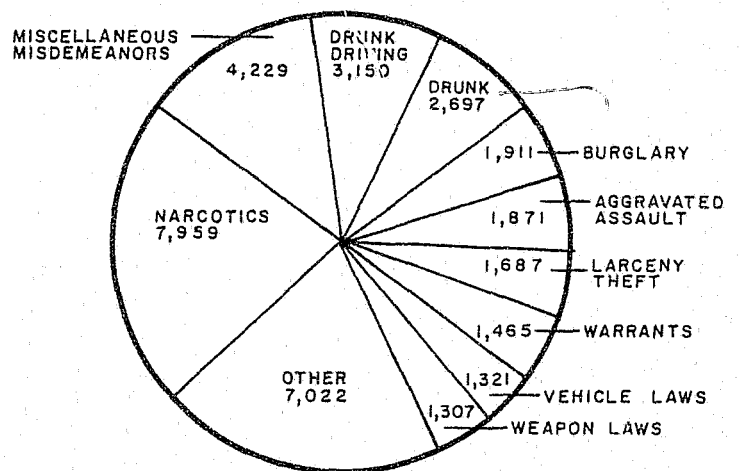 MISCELLANEOUS
MISDEMEANORS
4,229
DRUNK
DRIVING
3,150
DRUNK
2,697
1,911
BURGLARY
1,871
AGGRAVATED
ASSAULT
1,687
LARCENY
THEFT
1,465
WARRANTS
1,321
VEHICLE LAWS
1,307
WEAPON LAWS
OTHER
7,022
NARCOTICS
7,959